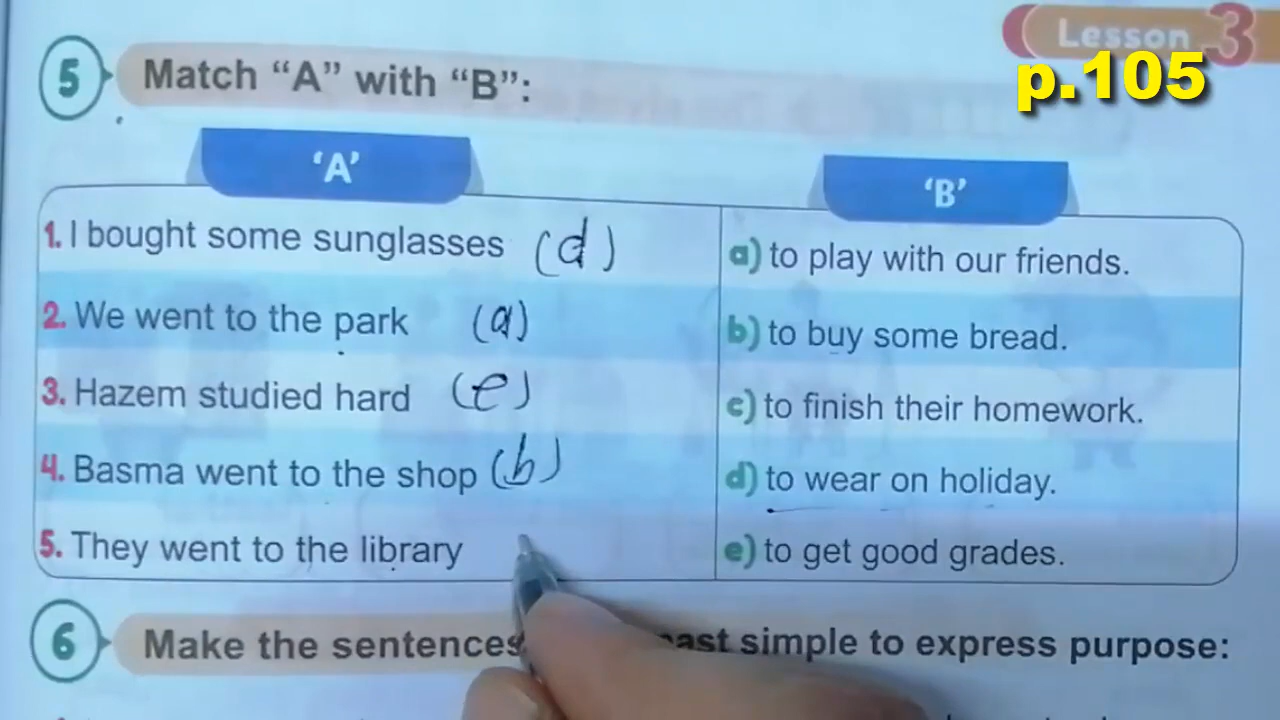 Lesson 3
p.105
5 Match “A” with “B”:
‘A’
‘B’
1. I bought some sunglasses (d)
a) to play with our friends.
2. We went to the park (a)
b) to buy some bread.
3. Hazem studied hard (e)
c) to finish their homework.
4. Basma went to the shop (b)
d) to wear on holiday.
5. They went to the library
e) to get good grades.
6 Make the sentences simple to express purpose: